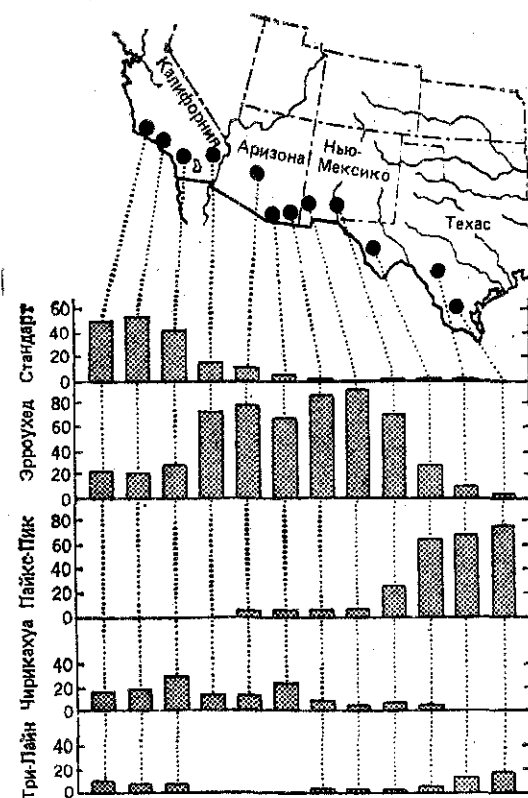 Калифорния
Аризона
Нью-
Мексико
Техас
Стандарт
60
40
20
0
Эрроухед
80
60
40
20
0
Пайкс-Пик
80
60
40
20
0
Чирикахуа
40
20
0
Три-Лайн
40
20
0